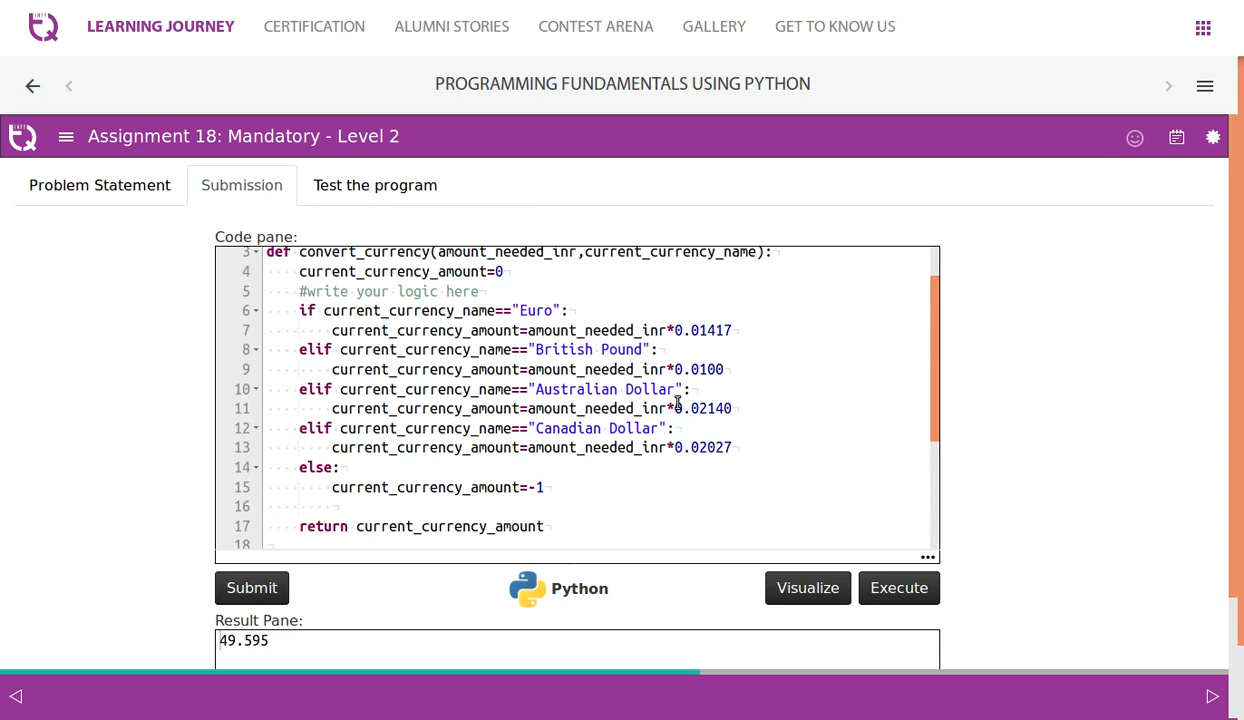 LEARNING JOURNEY CERTIFICATION ALUMNI STORIES CONTEST ARENA GALLERY GET TO KNOW US
PROGRAMMING FUNDAMENTALS USING PYTHON
Assignment 18: Mandatory - Level 2
Problem Statement Submission Test the program
Code pane:
3 def convert_currency(amount_needed_inr,current_currency_name):
4     current_currency_amount=0
5     #write your logic here
6     if current_currency_name=="Euro":
7         current_currency_amount=amount_needed_inr*0.01417
8     elif current_currency_name=="British Pound":
9         current_currency_amount=amount_needed_inr*0.0100
10     elif current_currency_name=="Australian Dollar":
11         current_currency_amount=amount_needed_inr*0.02140
12     elif current_currency_name=="Canadian Dollar":
13         current_currency_amount=amount_needed_inr*0.02027
14     else:
15         current_currency_amount=-1
16
17     return current_currency_amount
18
Submit Python Visualize Execute
Result Pane:
49.595